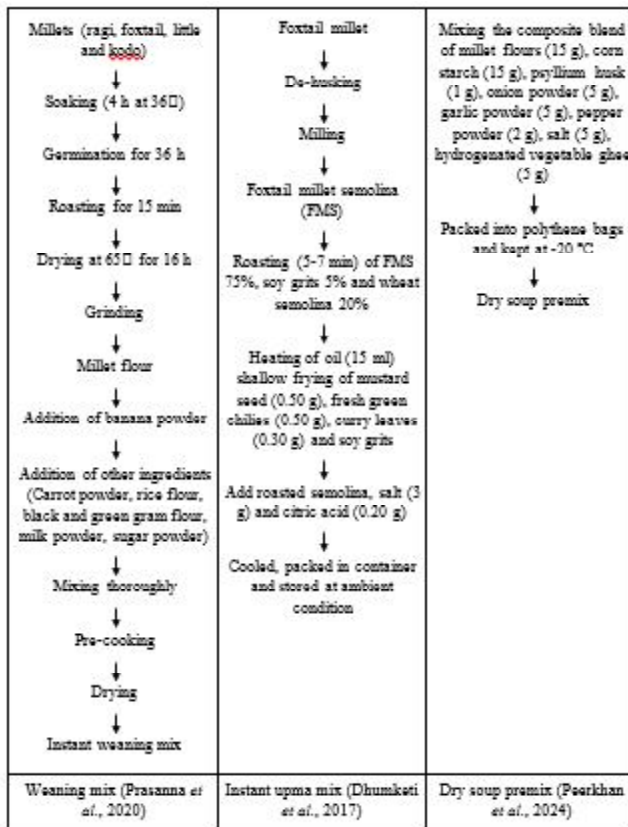 Millets (ragi, foxtail, little
and kodo)
Soaking (4 h at 36□)
Germination for 36 h
Roasting for 15 min
Drying at 65□ for 16 h
Grinding
Millet flour
Addition of banana powder
Addition of other ingredients
(Carrot powder, rice flour,
black and green gram flour,
milk powder, sugar powder)
Mixing thoroughly
Pre-cooking
Drying
Instant weaning mix
Weaning mix (Prasanna et
al., 2020)
Foxtail millet
De-husking
Milling
Foxtail millet semolina
(FMS)
Roasting (5-7 min) of FMS
75%, soy grits 5% and wheat
semolina 20%
Heating of oil (15 ml)
shallow frying of mustard
seed (0.50 g), fresh green
chilies (0.50 g), curry leaves
(0.30 g) and soy grits
Add roasted semolina, salt (3
g) and citric acid (0.20 g)
Cooled, packed in container
and stored at ambient
condition
Instant upma mix (Dhumketi
et al., 2017)
Mixing the composite blend
of millet flours (15 g), corn
starch (15 g), psyllium husk
(1 g), onion powder (5 g),
garlic powder (5 g), pepper
powder (2 g), salt (5 g),
hydrogenated vegetable ghee
(5 g)
Packed into polythene bags
and kept at -20 °C
Dry soup premix
Dry soup premix (Peerkhan
et al., 2024)